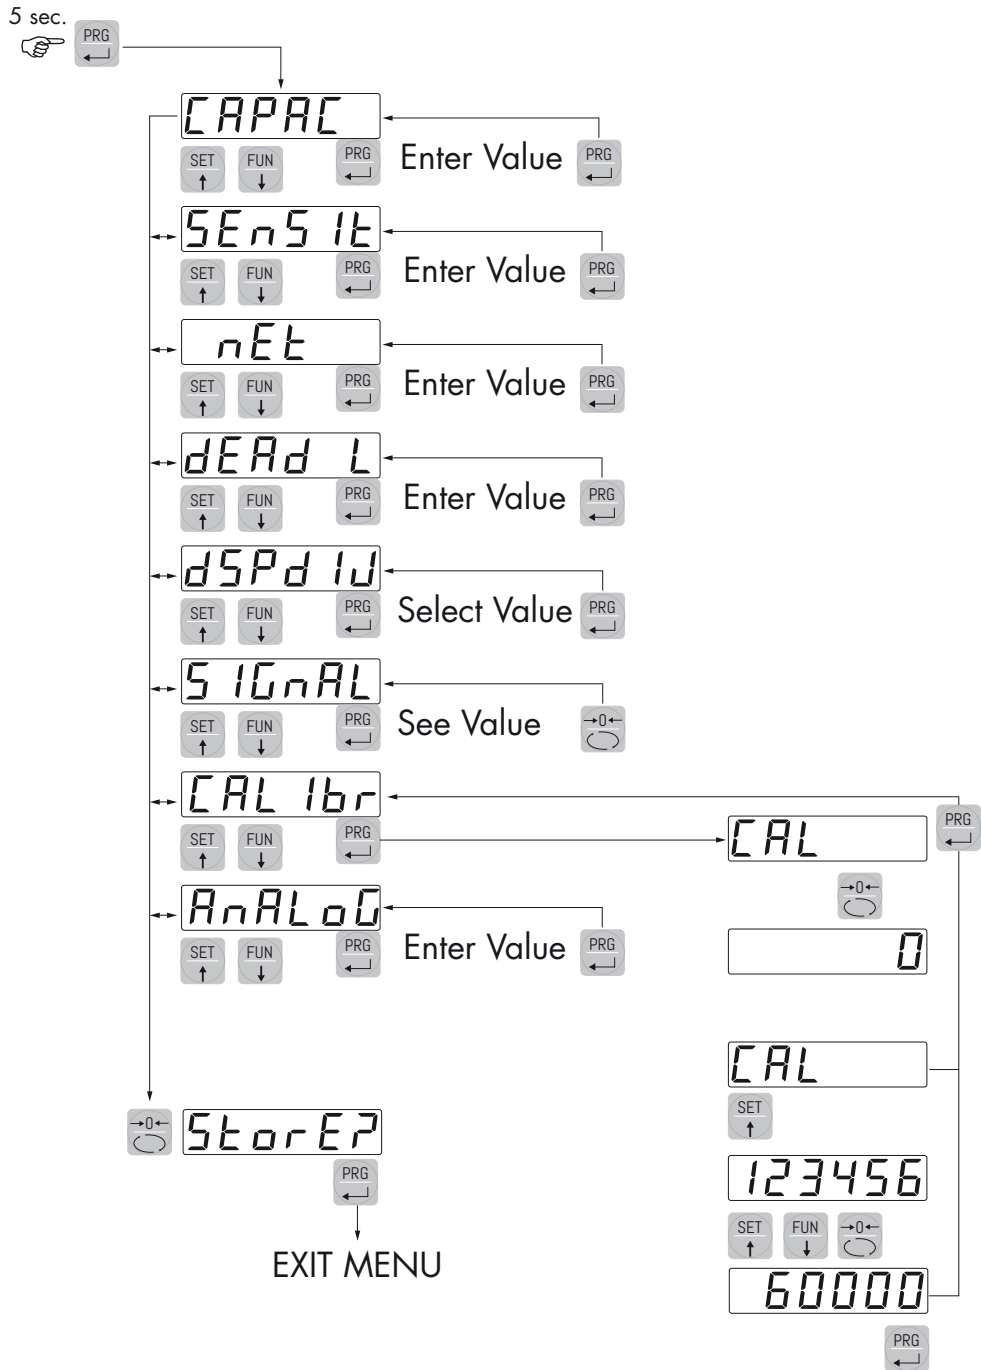 5 sec.
PRG
CAPAC
SET FUN PRG Enter Value PRG
SEnSIt
SET FUN PRG Enter Value PRG
nEt
SET FUN PRG Enter Value PRG
dEAd L
SET FUN PRG Enter Value PRG
dSPdIV
SET FUN PRG Select Value PRG
SIGnAL
SET FUN PRG See Value →0←
CALIbr
SET FUN PRG
CAL PRG
→0←
AnALoG
SET FUN PRG Enter Value PRG
0
CAL
SET
→0← StorE?
123456
PRG
SET FUN →0←
EXIT MENU
60000
PRG